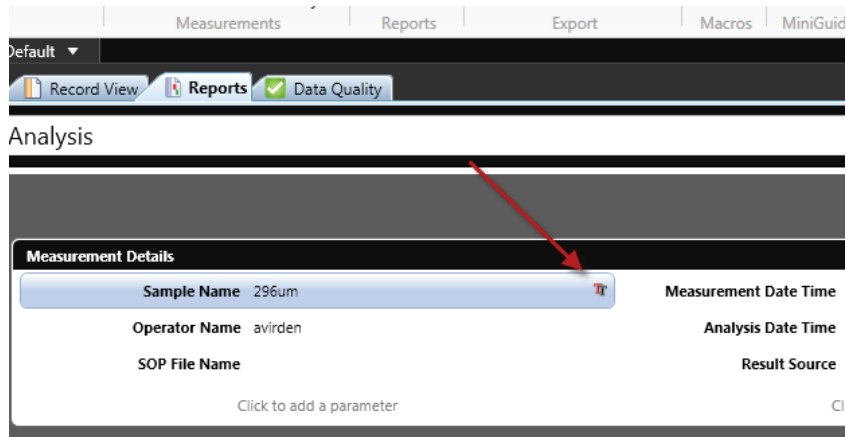 Measurements Reports Export Macros MiniGuid
Default ▼
Record View Reports Data Quality
Analysis
Measurement Details
Sample Name 296um Measurement Date Time
Operator Name avirden Analysis Date Time
SOP File Name Result Source
Click to add a parameter Cl